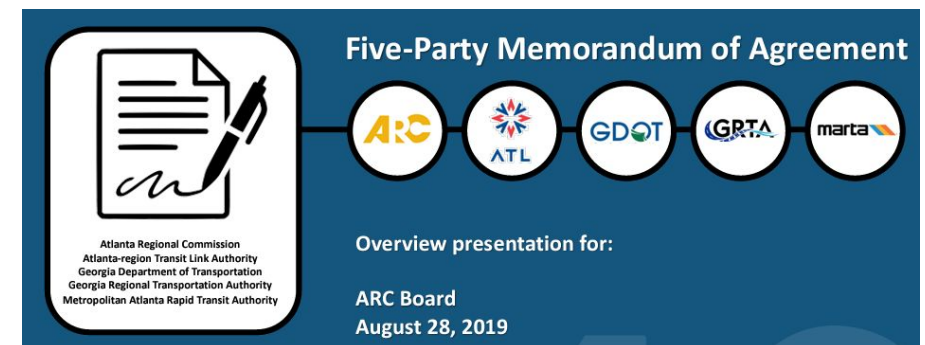 Five-Party Memorandum of Agreement
ARC
ATL
GDOT
GRTA
marta
Atlanta Regional Commission
Atlanta-region Transit Link Authority
Georgia Department of Transportation
Georgia Regional Transportation Authority
Metropolitan Atlanta Rapid Transit Authority
Overview presentation for:
ARC Board
August 28, 2019